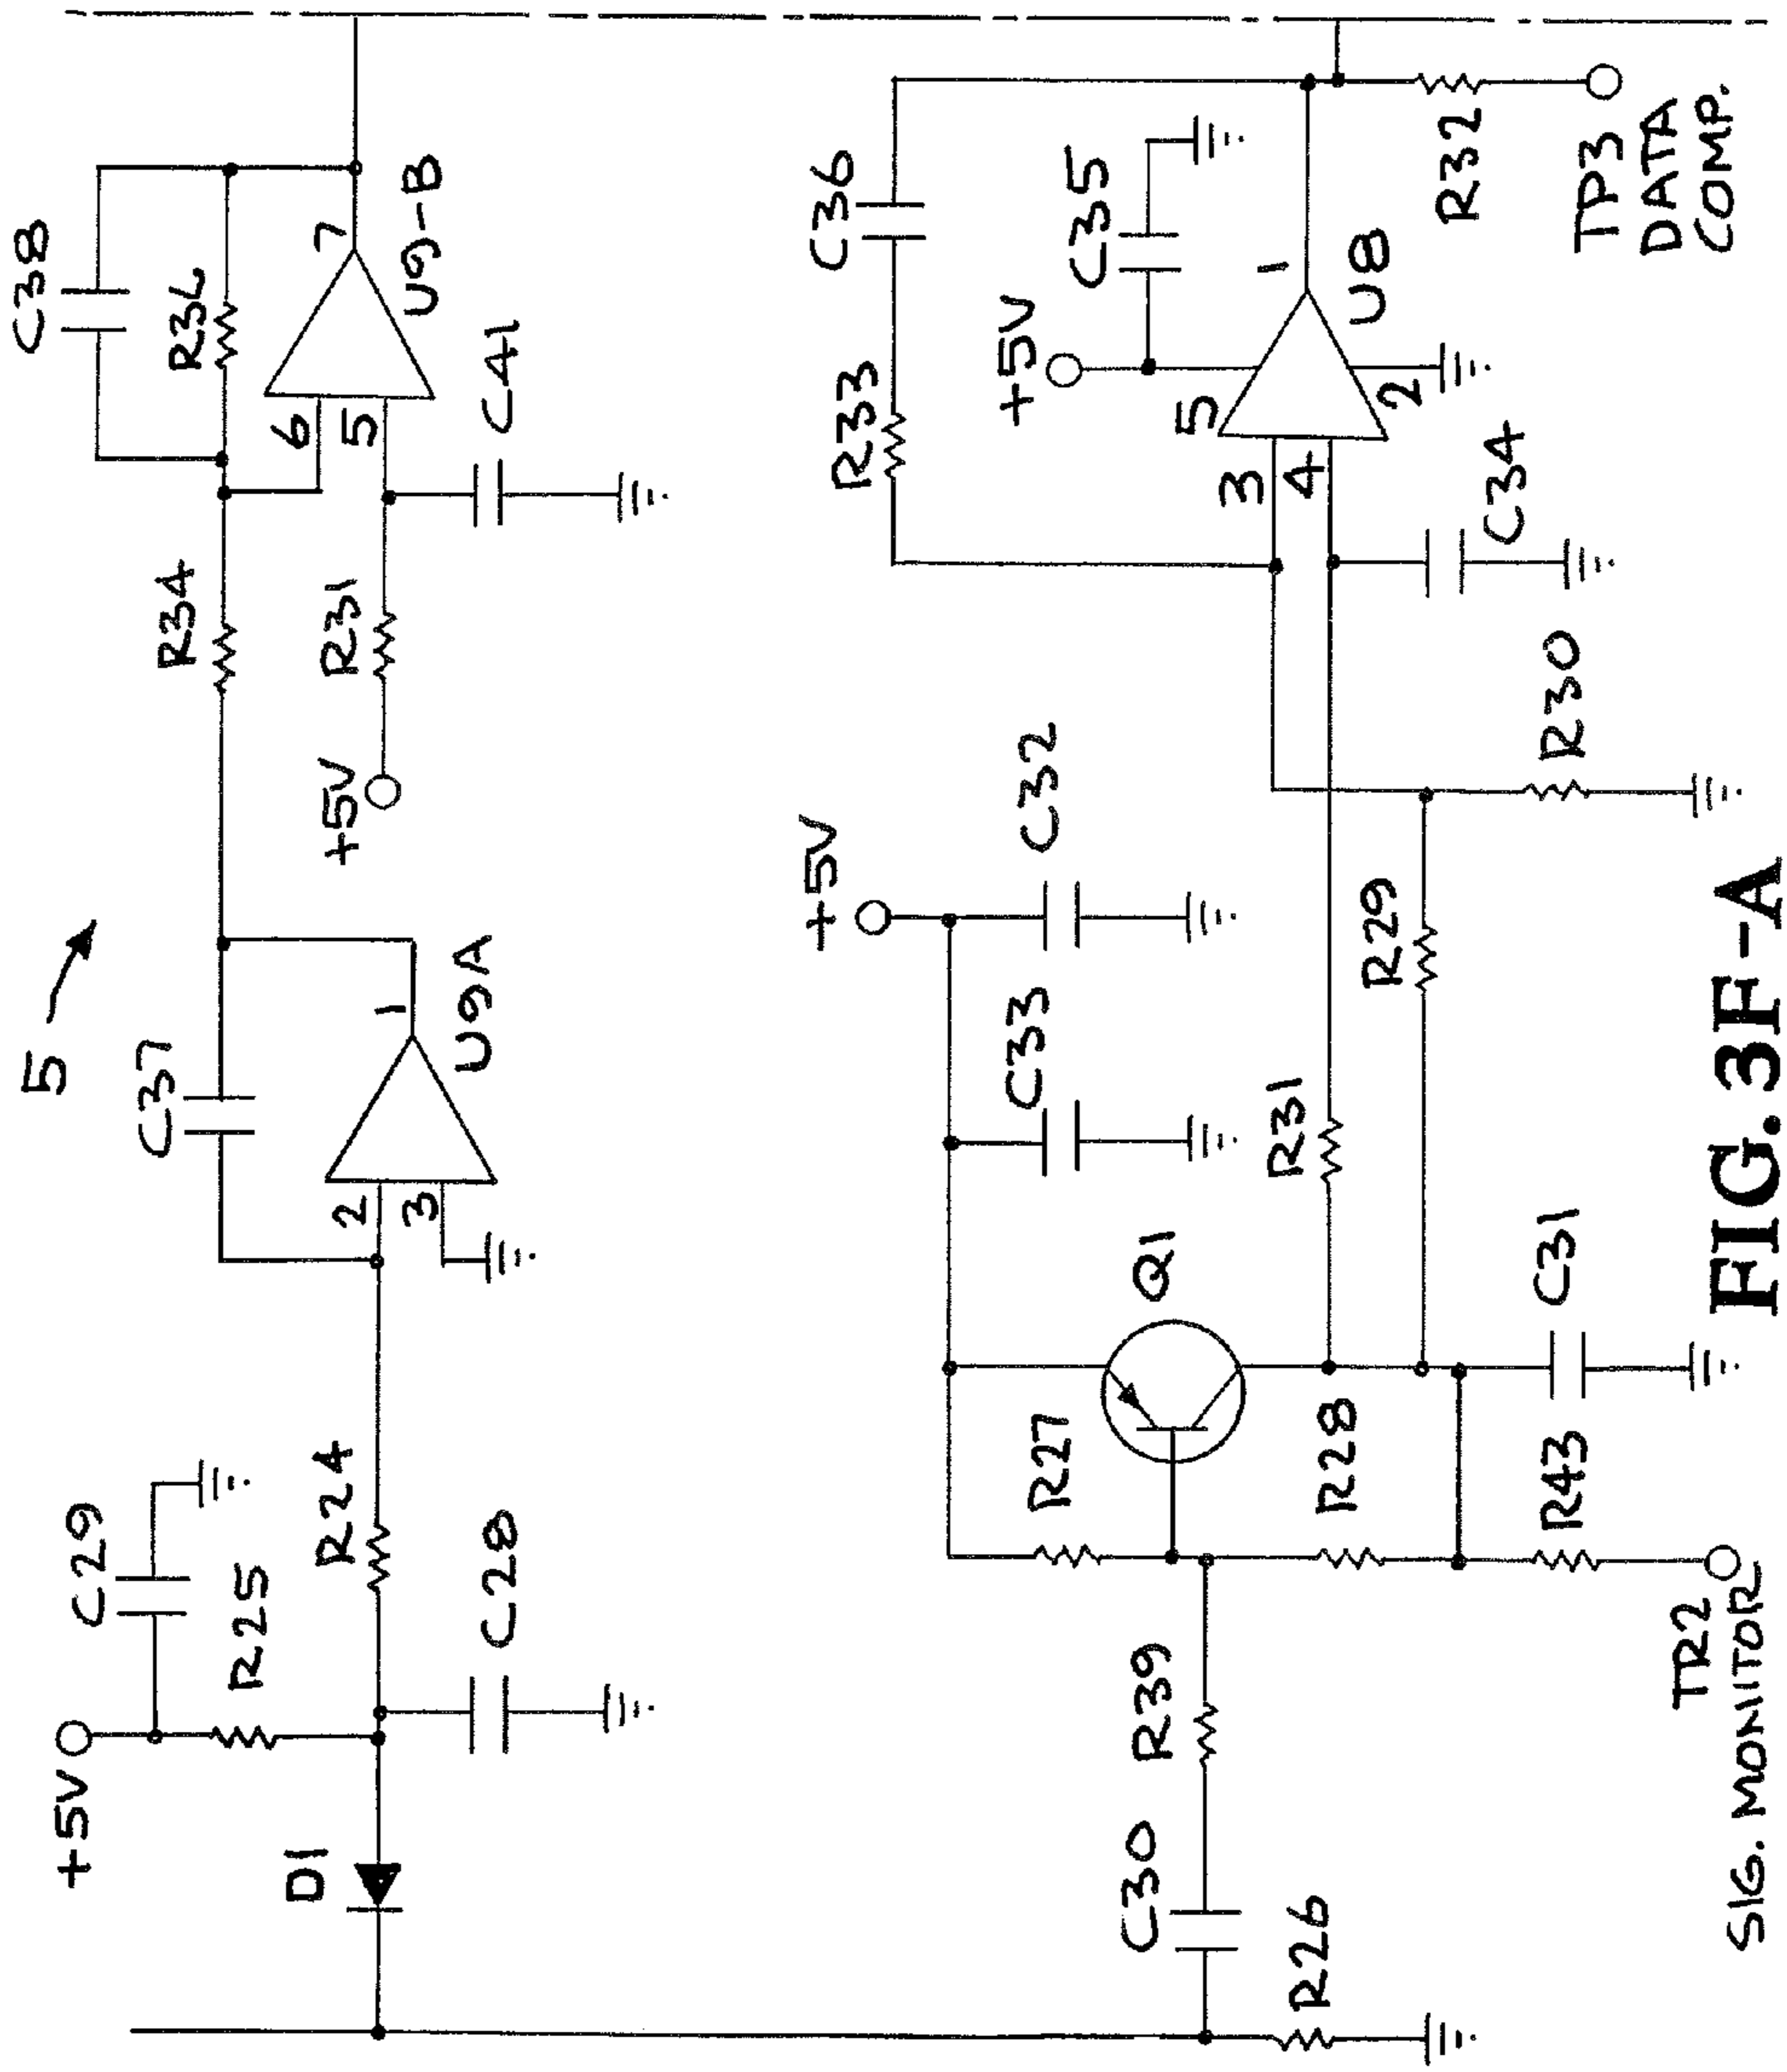 5
C38
R3L
7
U9-B
6
5
C41
R34
R31
+5V
C37
1
U9A
2
3
C29
R24
R25
C28
+5V
D1
C36
C35
R33
+5V
1
U8
5
2
3
4
C34
R32
TP3
DATA
COMP.
R30
+5V
C32
C33
R29
R31
Q1
C31
R27
R28
R43
R39
C30
R26
TR2
SIG. MONITOR
FIG. 3F-A